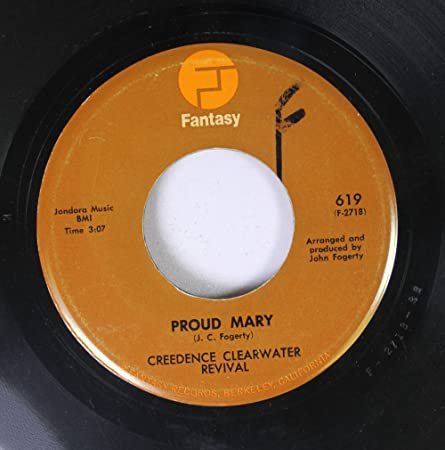 Fantasy
Jondora Music
BMI
Time 3:07
619
(F-2718)
Arranged and
produced by
John Fogerty
PROUD MARY
(J. C. Fogerty)
CREEDENCE CLEARWATER
REVIVAL
RECORDS, BERKELEY, CALIFORNIA